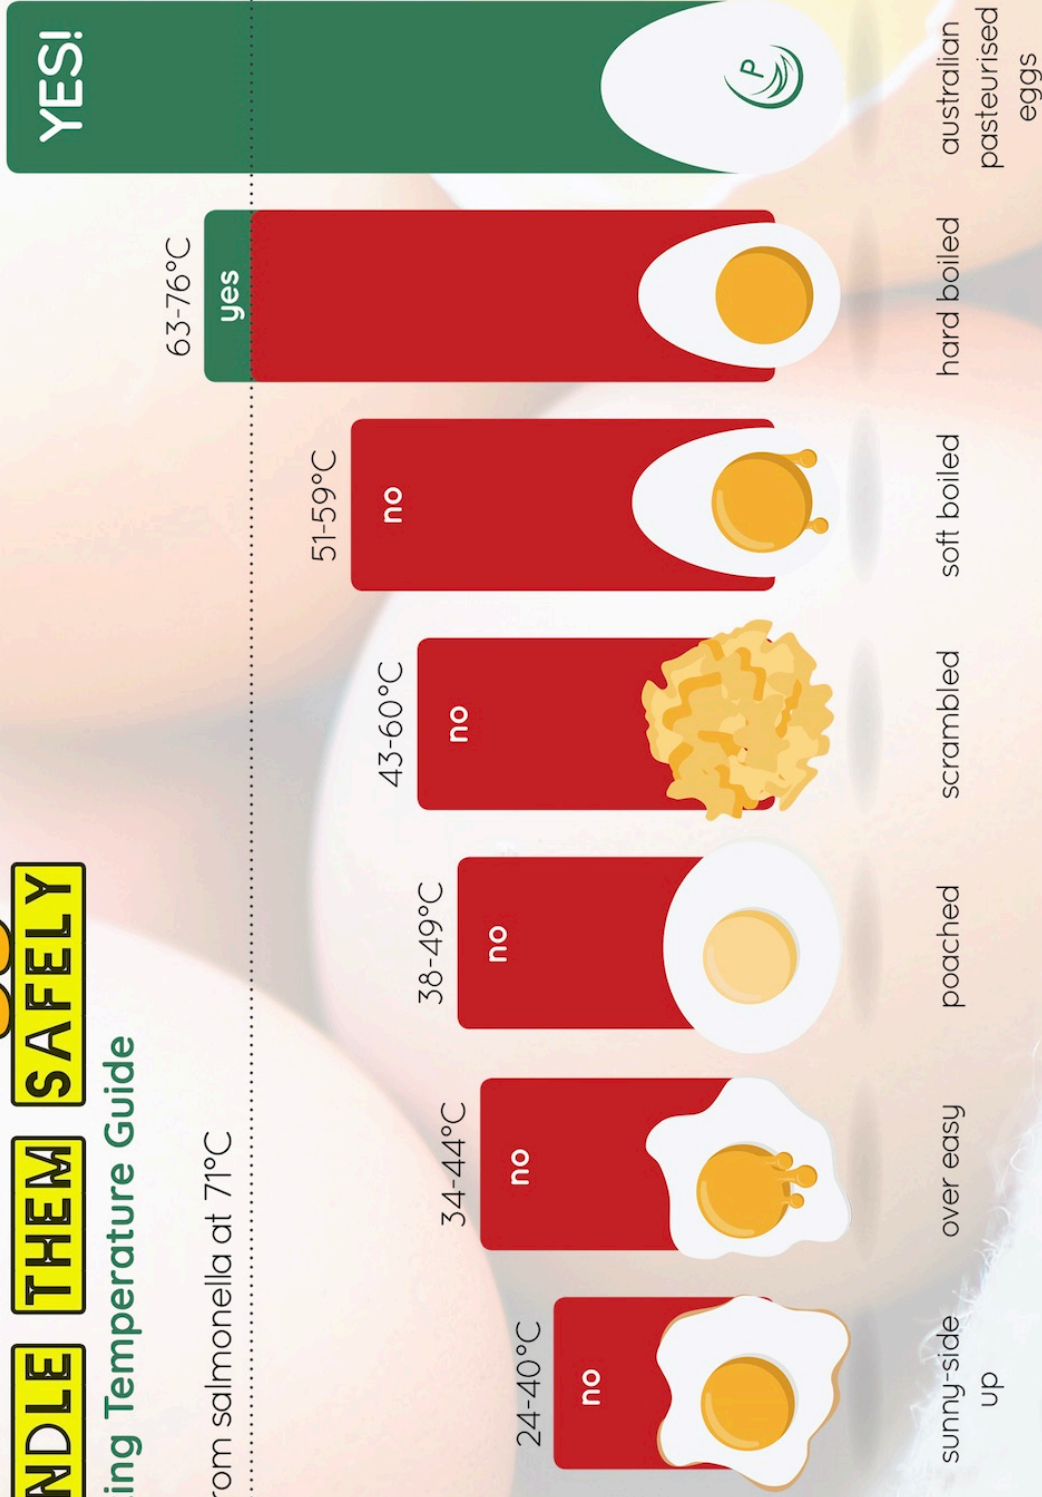 NDLE THEM SAFELY
ing Temperature Guide
rom salmonella at 71°C
24-40°C
no
34-44°C
no
38-49°C
no
43-60°C
no
51-59°C
no
63-76°C
yes
YES!
P
sunny-side
up
over easy
poached
scrambled
soft boiled
hard boiled
australian
pasteurised
eggs